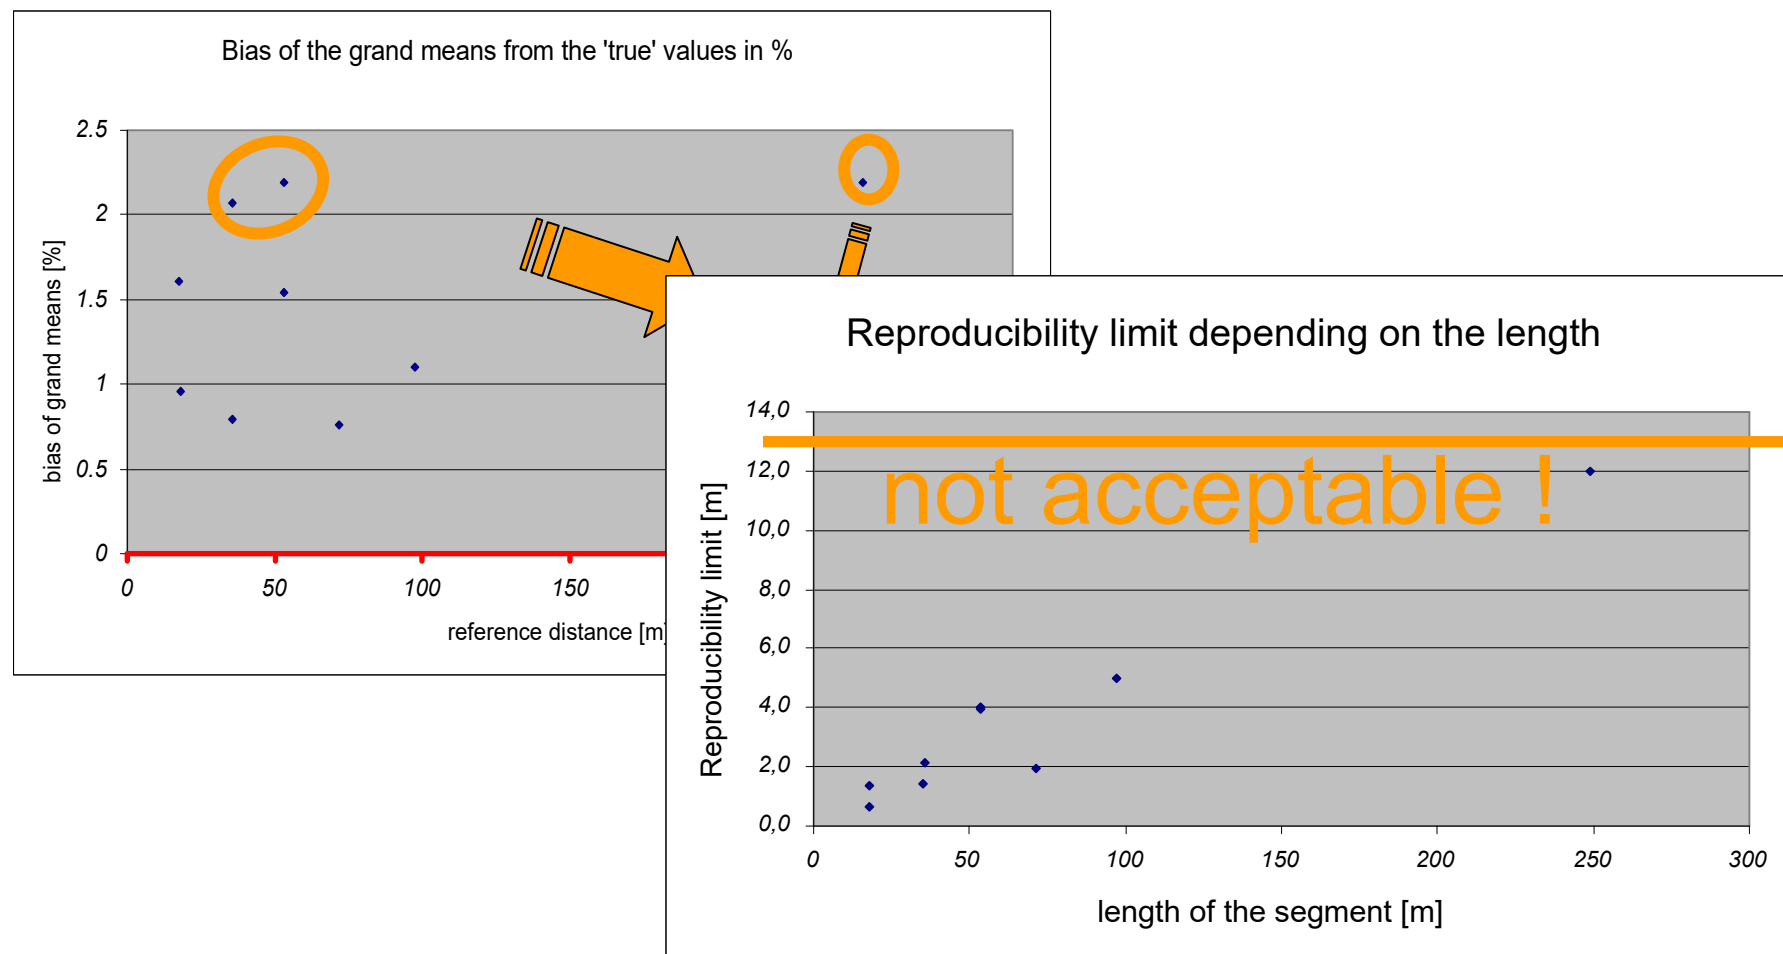 Bias of the grand means from the 'true' values in %
bias of grand means [%]
2.5
2
1.5
1
0.5
0
0 50 100 150
reference distance [m]
Reproducibility limit depending on the length
Reproducibility limit [m]
14,0
12,0
10,0
8,0
6,0
4,0
2,0
0,0
not acceptable !
0 50 100 150 200 250 300
length of the segment [m]